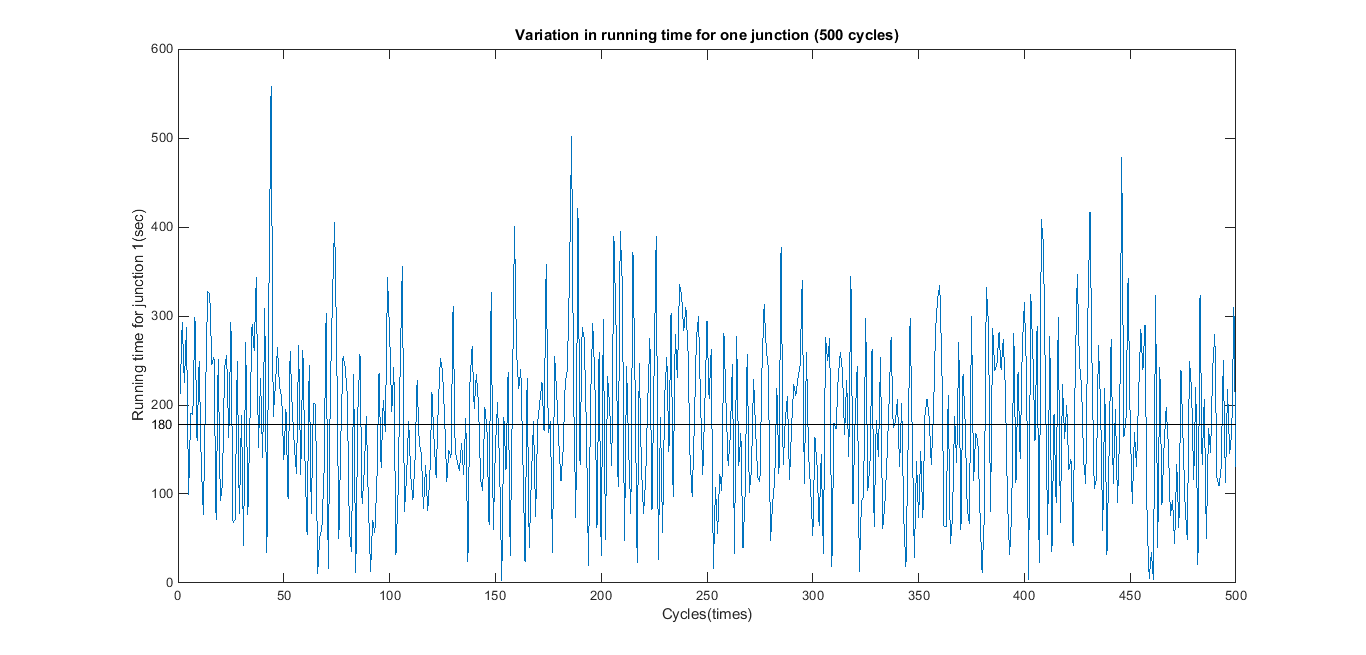 Variation in running time for one junction (500 cycles)
600
500
400
300
200
180
100
0
Running time for junction 1(sec)
0 50 100 150 200 250 300 350 400 450 500
Cycles(times)